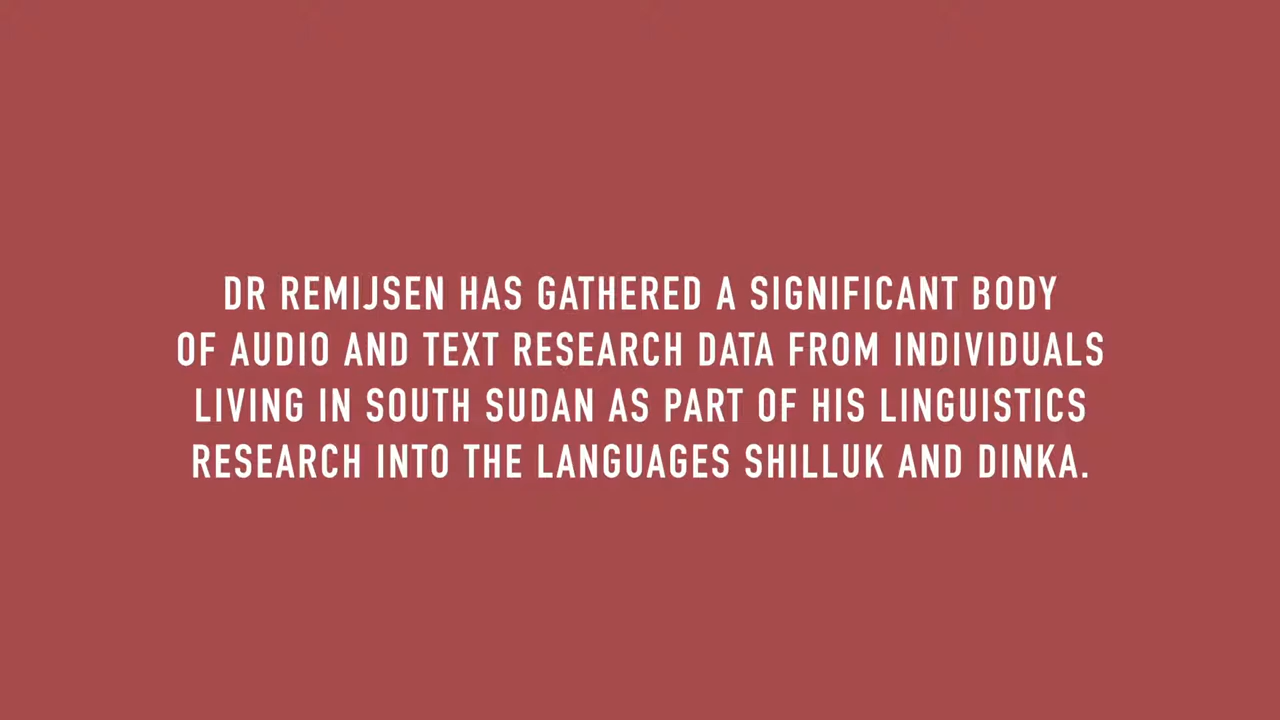 DR REMIJSEN HAS GATHERED A SIGNIFICANT BODY
OF AUDIO AND TEXT RESEARCH DATA FROM INDIVIDUALS
LIVING IN SOUTH SUDAN AS PART OF HIS LINGUISTICS
RESEARCH INTO THE LANGUAGES SHILLUK AND DINKA.